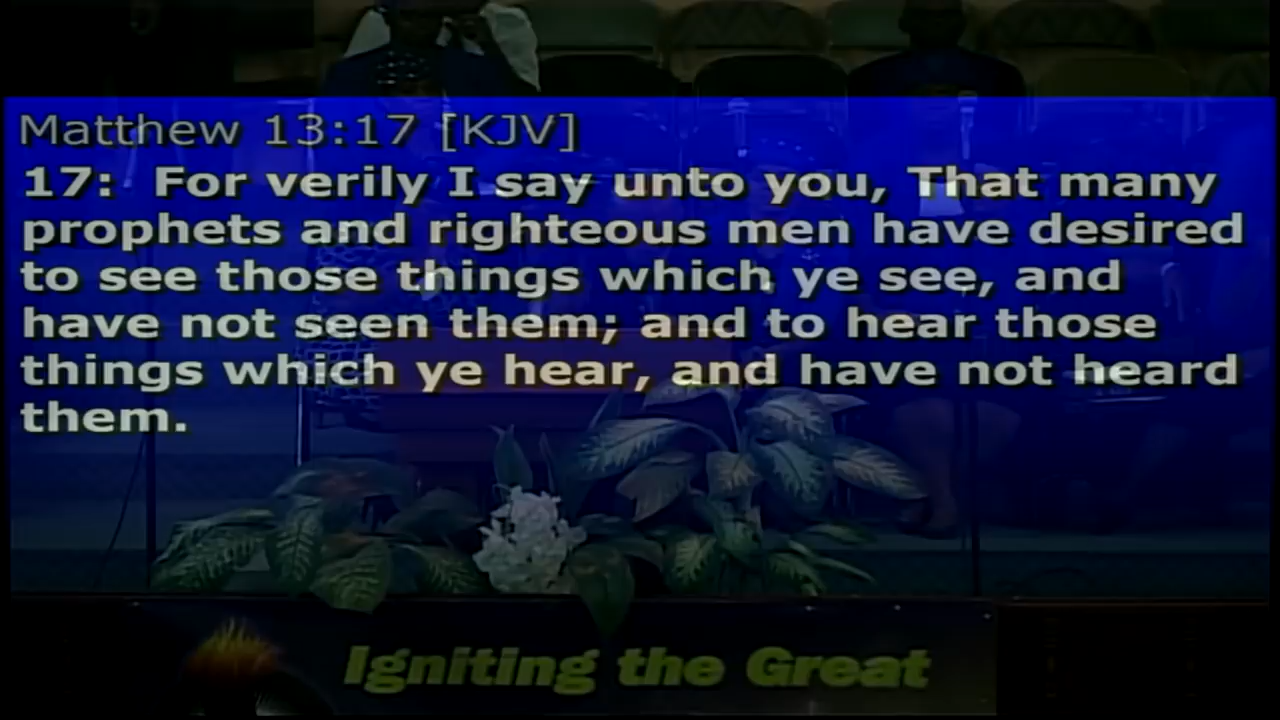 Matthew 13:17 [KJV]
17: For verily I say unto you, That many
prophets and righteous men have desired
to see those things which ye see, and
have not seen them; and to hear those
things which ye hear, and have not heard
them.
Igniting the Great